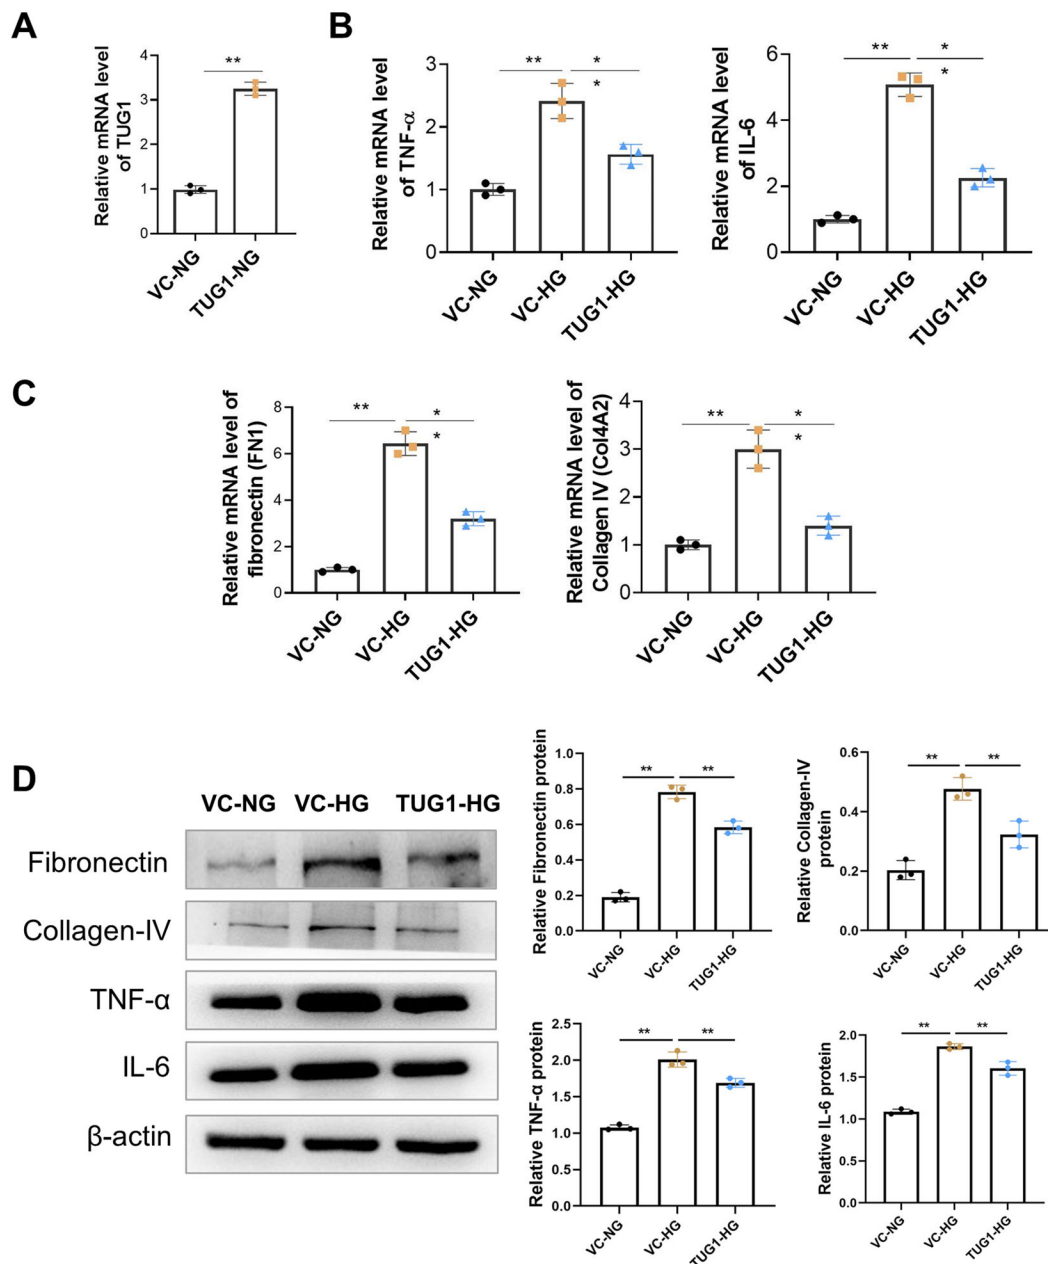 A
Relative mRNA level
of TUG1
4
3
2
1
0
**
VC-NG
TUG1-NG
B
Relative mRNA level
of TNF-α
3
2
1
0
**
*
*
VC-NG
VC-HG
TUG1-HG
Relative mRNA level
of IL-6
6
4
2
0
**
*
*
VC-NG
VC-HG
TUG1-HG
C
Relative mRNA level of
fibronectin (FN1)
8
6
4
2
0
**
*
*
VC-NG
VC-HG
TUG1-HG
Relative mRNA level of
Collagen IV (Col4A2)
4
3
2
1
0
**
*
*
VC-NG
VC-HG
TUG1-HG
D
VC-NG VC-HG TUG1-HG
Fibronectin
Collagen-IV
TNF-α
IL-6
β-actin
Relative Fibronectin protein
1.0
0.8
0.6
0.4
0.2
0.0
**
**
VC-NG
VC-HG
TUG1-HG
Relative Collagen-IV
protein
0.6
0.4
0.2
0.0
**
**
VC-NG
VC-HG
TUG1-HG
Relative TNF-α protein
2.5
2.0
1.5
1.0
0.5
0.0
**
**
VC-NG
VC-HG
TUG1-HG
Relative IL-6 protein
2.0
1.5
1.0
0.5
0.0
**
**
VC-NG
VC-HG
TUG1-HG